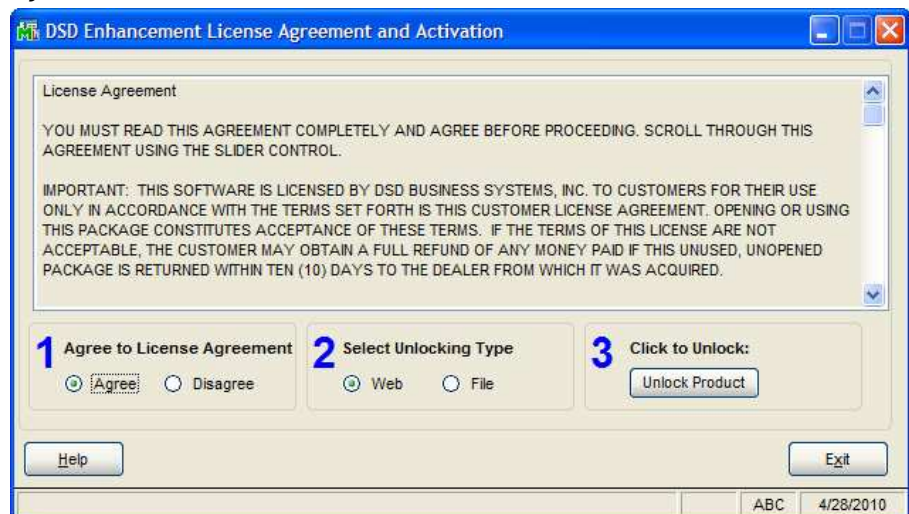 DSD Enhancement License Agreement and Activation
License Agreement
YOU MUST READ THIS AGREEMENT COMPLETELY AND AGREE BEFORE PROCEEDING. SCROLL THROUGH THIS
AGREEMENT USING THE SLIDER CONTROL.
IMPORTANT: THIS SOFTWARE IS LICENSED BY DSD BUSINESS SYSTEMS, INC. TO CUSTOMERS FOR THEIR USE
ONLY IN ACCORDANCE WITH THE TERMS SET FORTH IS THIS CUSTOMER LICENSE AGREEMENT. OPENING OR USING
THIS PACKAGE CONSTITUTES ACCEPTANCE OF THESE TERMS. IF THE TERMS OF THIS LICENSE ARE NOT
ACCEPTABLE, THE CUSTOMER MAY OBTAIN A FULL REFUND OF ANY MONEY PAID IF THIS UNUSED, UNOPENED
PACKAGE IS RETURNED WITHIN TEN (10) DAYS TO THE DEALER FROM WHICH IT WAS ACQUIRED.
1 Agree to License Agreement
Agree Disagree
2 Select Unlocking Type
Web File
3 Click to Unlock:
Unlock Product
Help Exit
ABC 4/28/2010